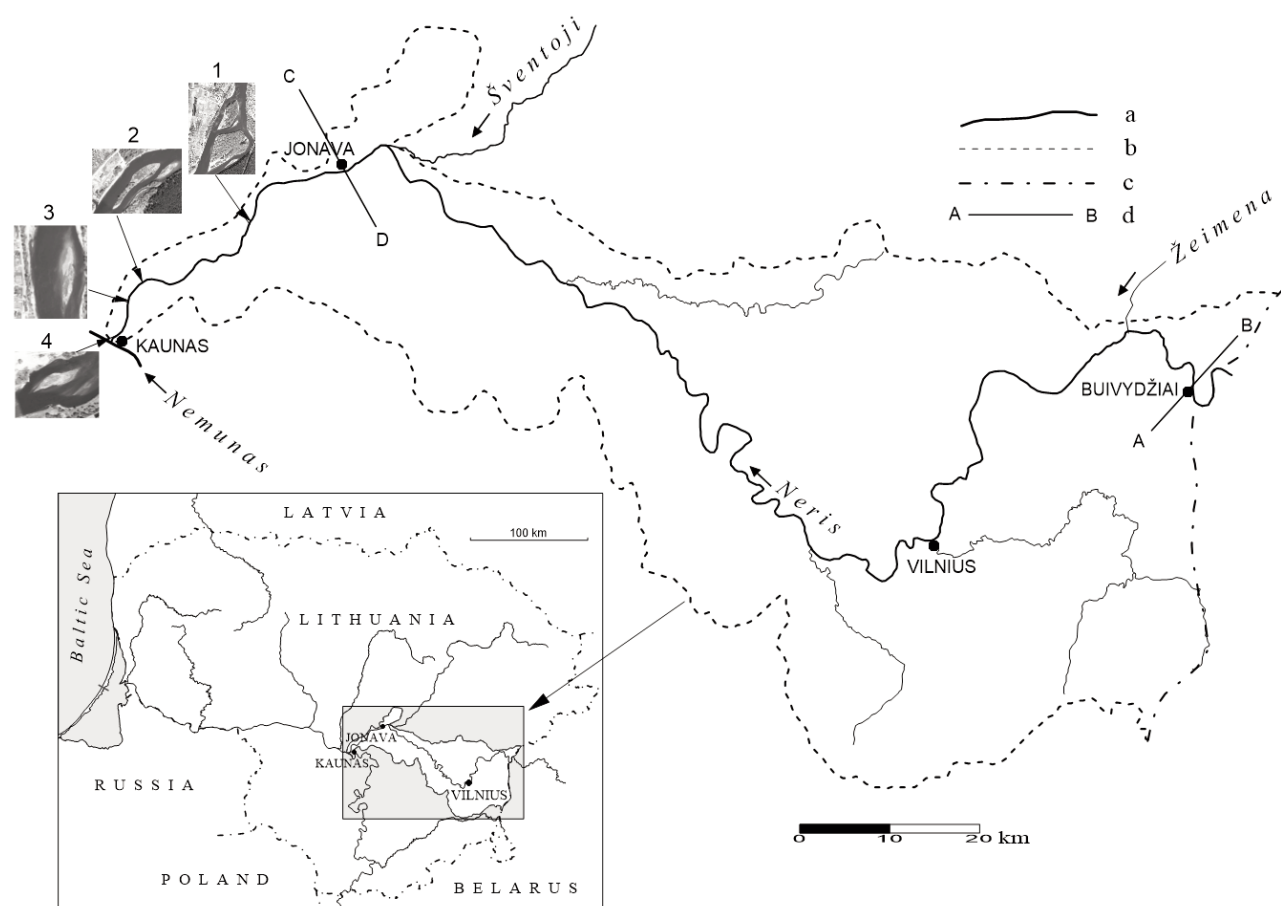 1
C
Šventoji
a
2
JONAVA
b
c
3
A
B
d
D
Žeimena
4
KAUNAS
B
BUIVYDŽIAI
Nemunas
A
Neris
VILNIUS
LATVIA
100 km
Baltic Sea
LITHUANIA
JONAVA
KAUNAS
RUSSIA
VILNIUS
0 10 20 km
POLAND
BELARUS